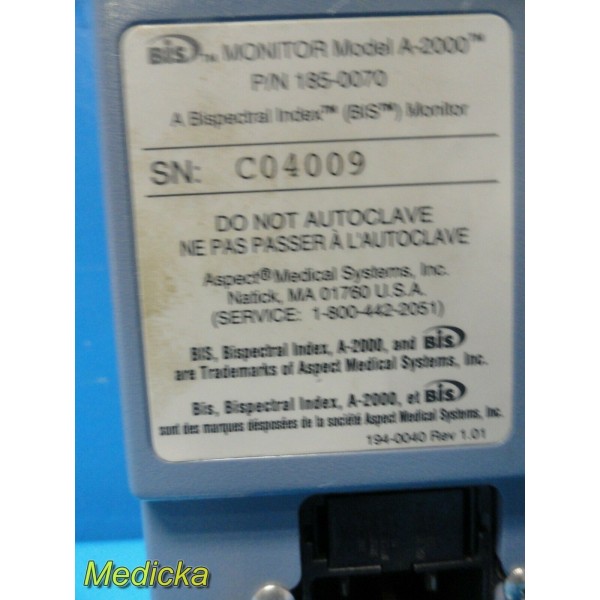 BIS™ MONITOR Model A-2000™
P/N 185-0070
A Bispectral Index™ (BIS™) Monitor
SN: C04009
DO NOT AUTOCLAVE
NE PAS PASSER À L'AUTOCLAVE
Aspect® Medical Systems, Inc.
Natick, MA 01760 U.S.A.
(SERVICE: 1-800-442-2051)
BIS, Bispectral Index, A-2000, and BIS
are Trademarks of Aspect Medical Systems, Inc.
Bis, Bispectral Index, A-2000, et BIS
sont des marques désposées de la société Aspect Medical Systems, Inc.
194-0040 Rev 1.01
Medicka